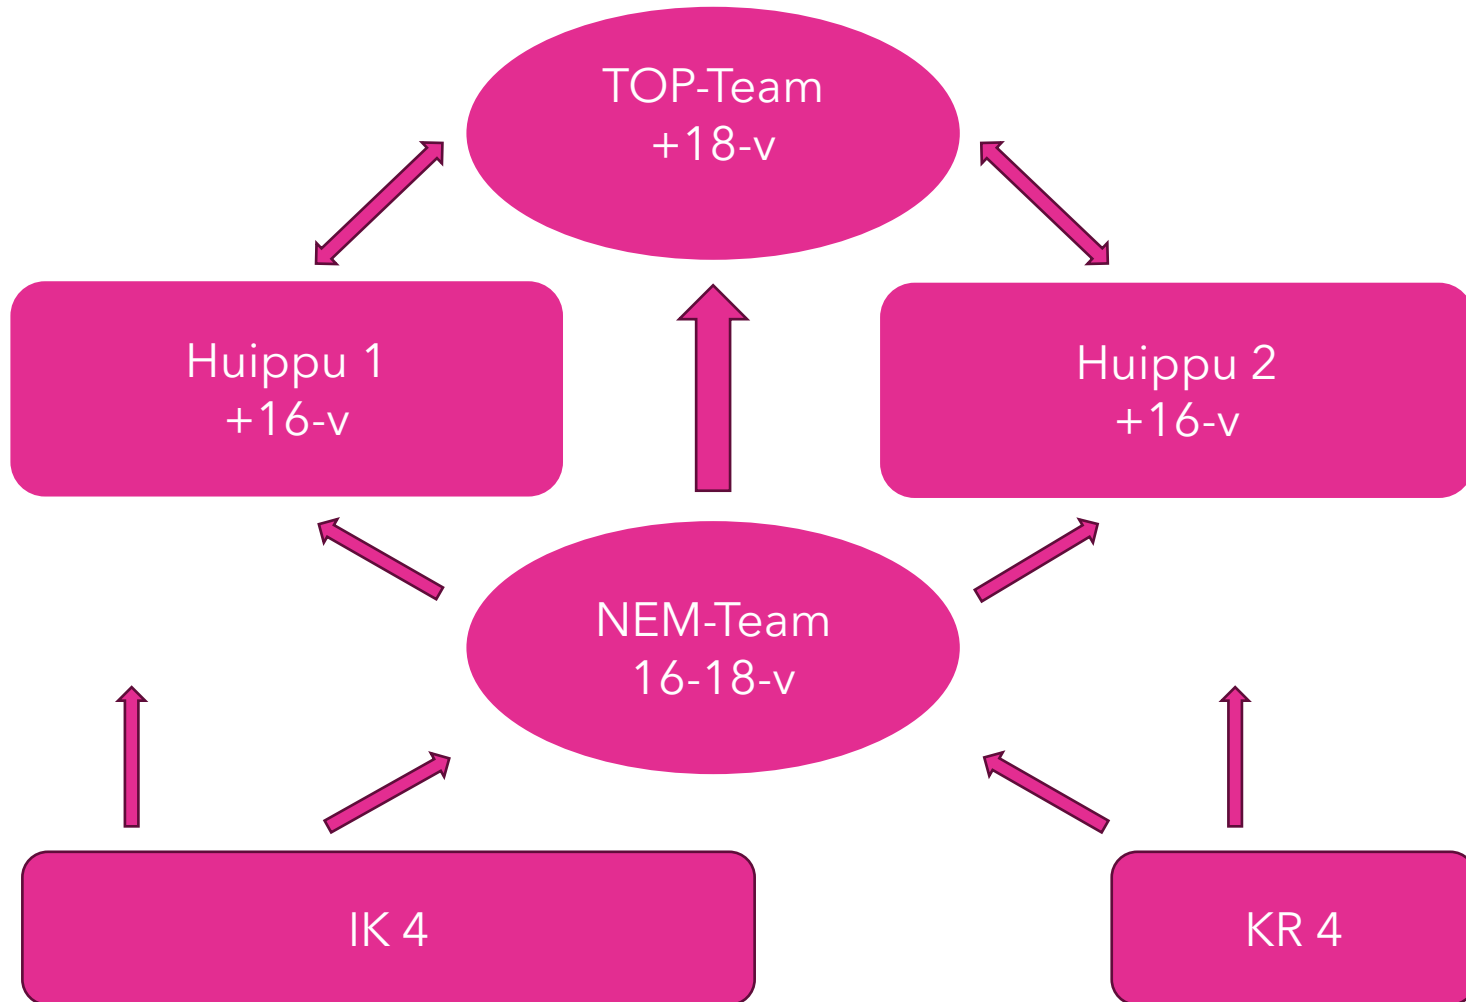 TOP-Team
+18-v
Huippu 1
+16-v
Huippu 2
+16-v
NEM-Team
16-18-v
IK 4
KR 4